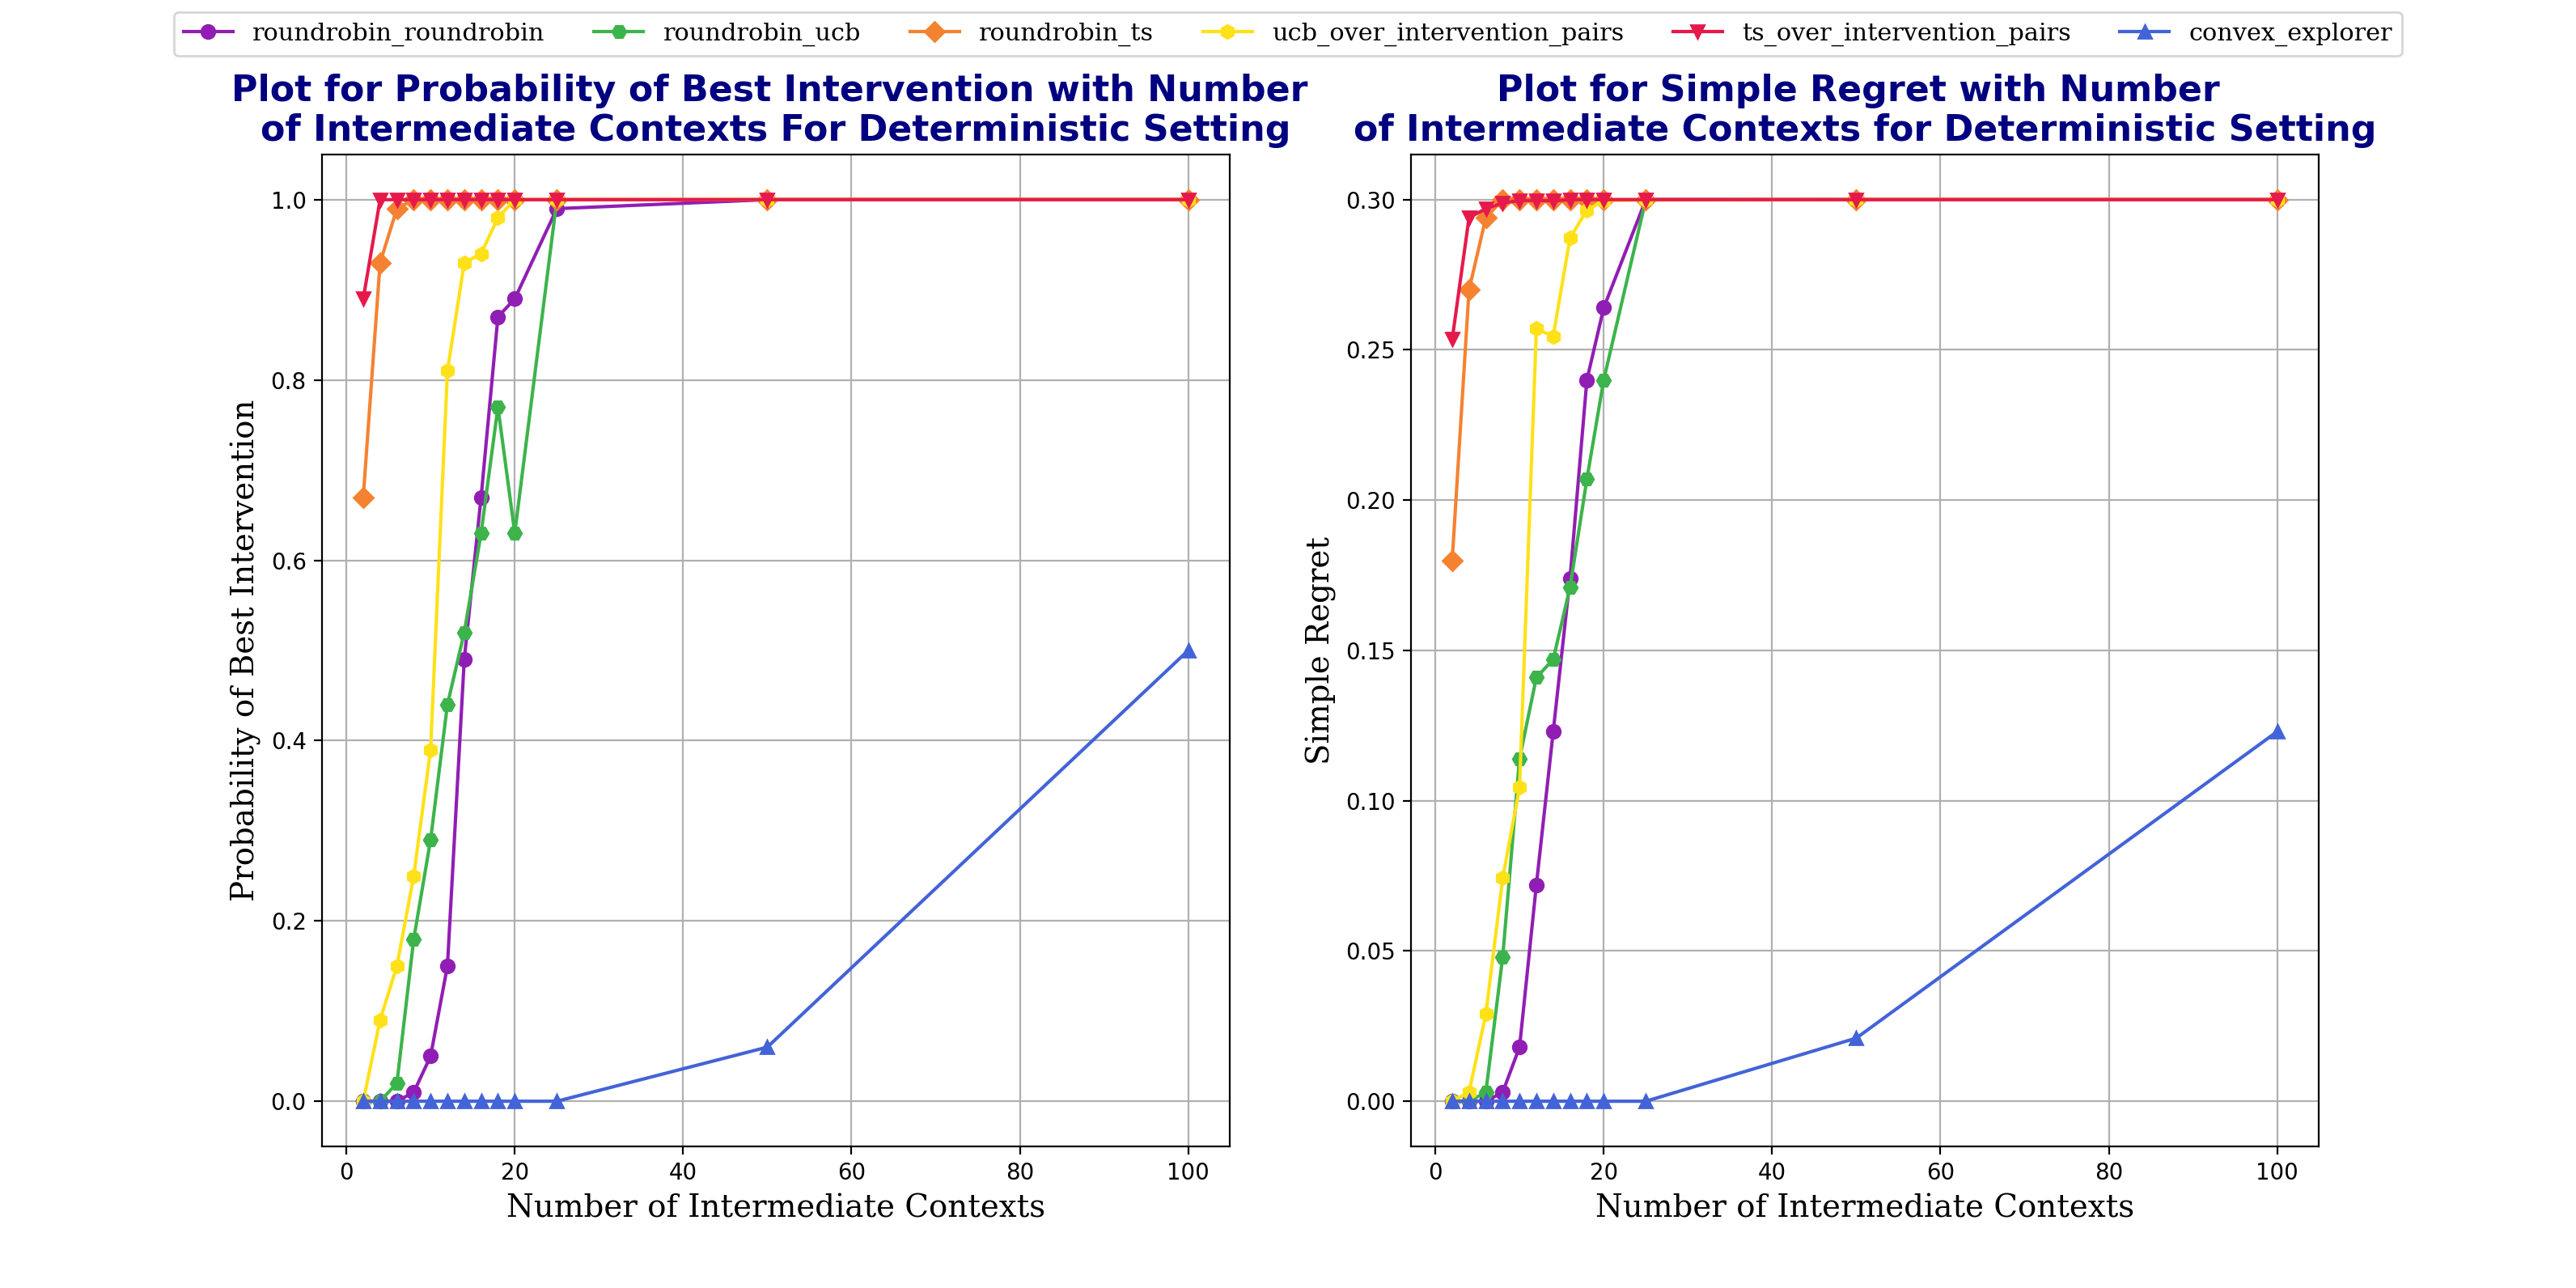 roundrobin_roundrobin roundrobin_ucb roundrobin_ts ucb_over_intervention_pairs ts_over_intervention_pairs convex_explorer
Plot for Probability of Best Intervention with Number
of Intermediate Contexts For Deterministic Setting
Probability of Best Intervention
1.0
0.8
0.6
0.4
0.2
0.0
0 20 40 60 80 100
Number of Intermediate Contexts
Plot for Simple Regret with Number
of Intermediate Contexts for Deterministic Setting
Simple Regret
0.30
0.25
0.20
0.15
0.10
0.05
0.00
0 20 40 60 80 100
Number of Intermediate Contexts